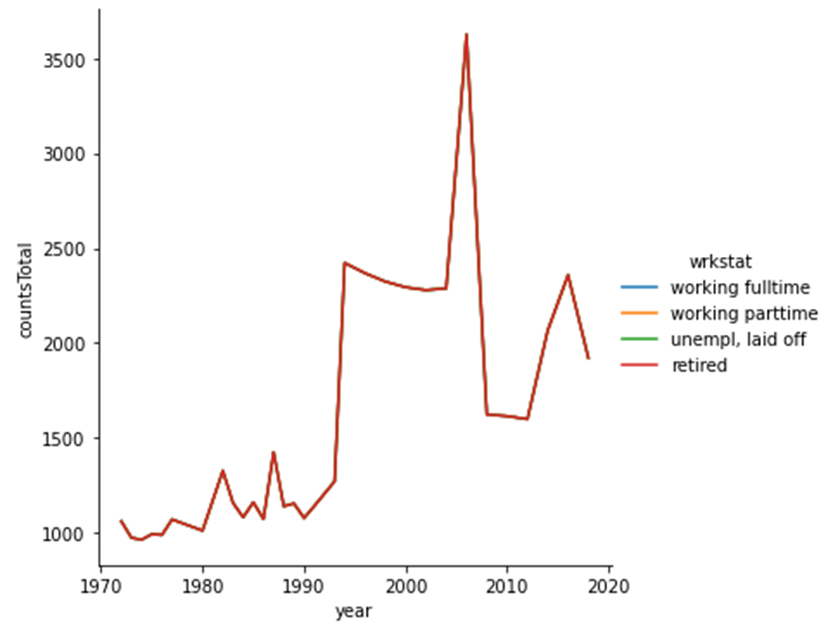 3500
3000
2500
2000
1500
1000
countsTotal
1970 1980 1990 2000 2010 2020
year
wrkstat
working fulltime
working parttime
unempl, laid off
retired